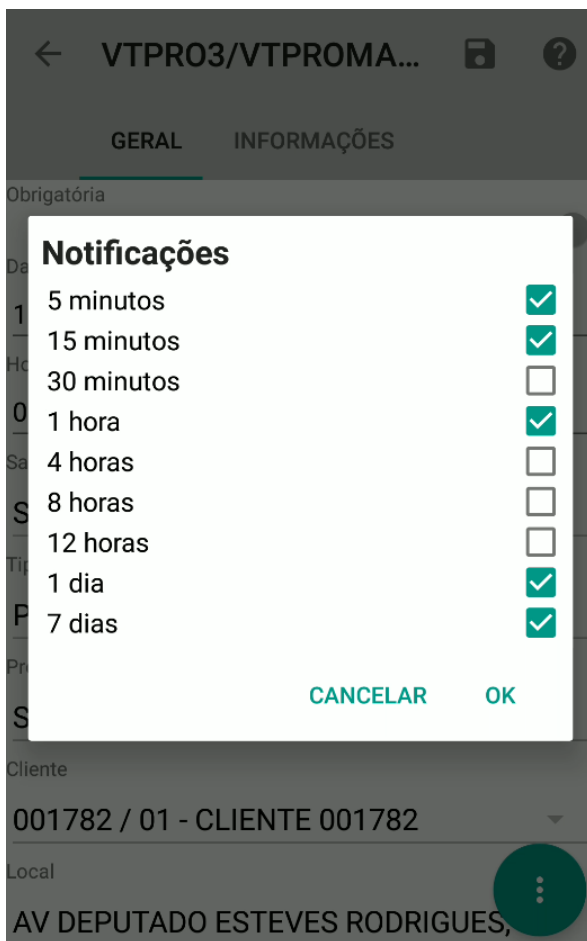 VTPRO3/VTPROMA...
GERAL INFORMAÇÕES
Obrigatória
Notificações
5 minutos
15 minutos
30 minutos
1 hora
4 horas
8 horas
12 horas
1 dia
7 dias
CANCELAR OK
Cliente
001782 / 01 - CLIENTE 001782
Local
AV DEPUTADO ESTEVES RODRIGUES,